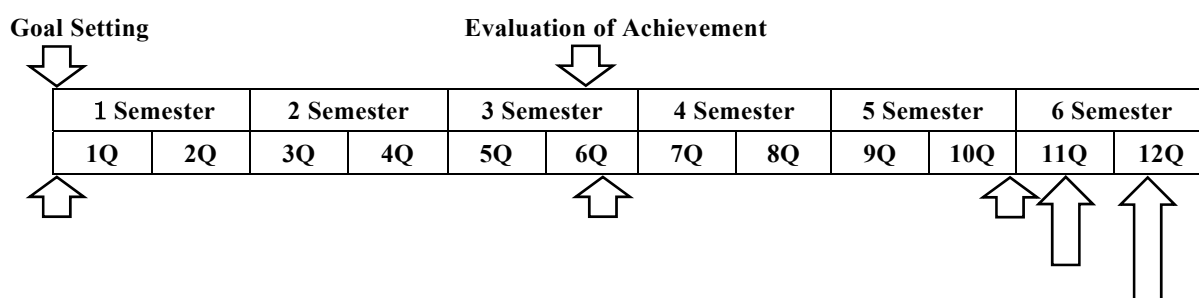 Goal Setting Evaluation of Achievement
1 Semester 2 Semester 3 Semester 4 Semester 5 Semester 6 Semester
1Q 2Q 3Q 4Q 5Q 6Q 7Q 8Q 9Q 10Q 11Q 12Q